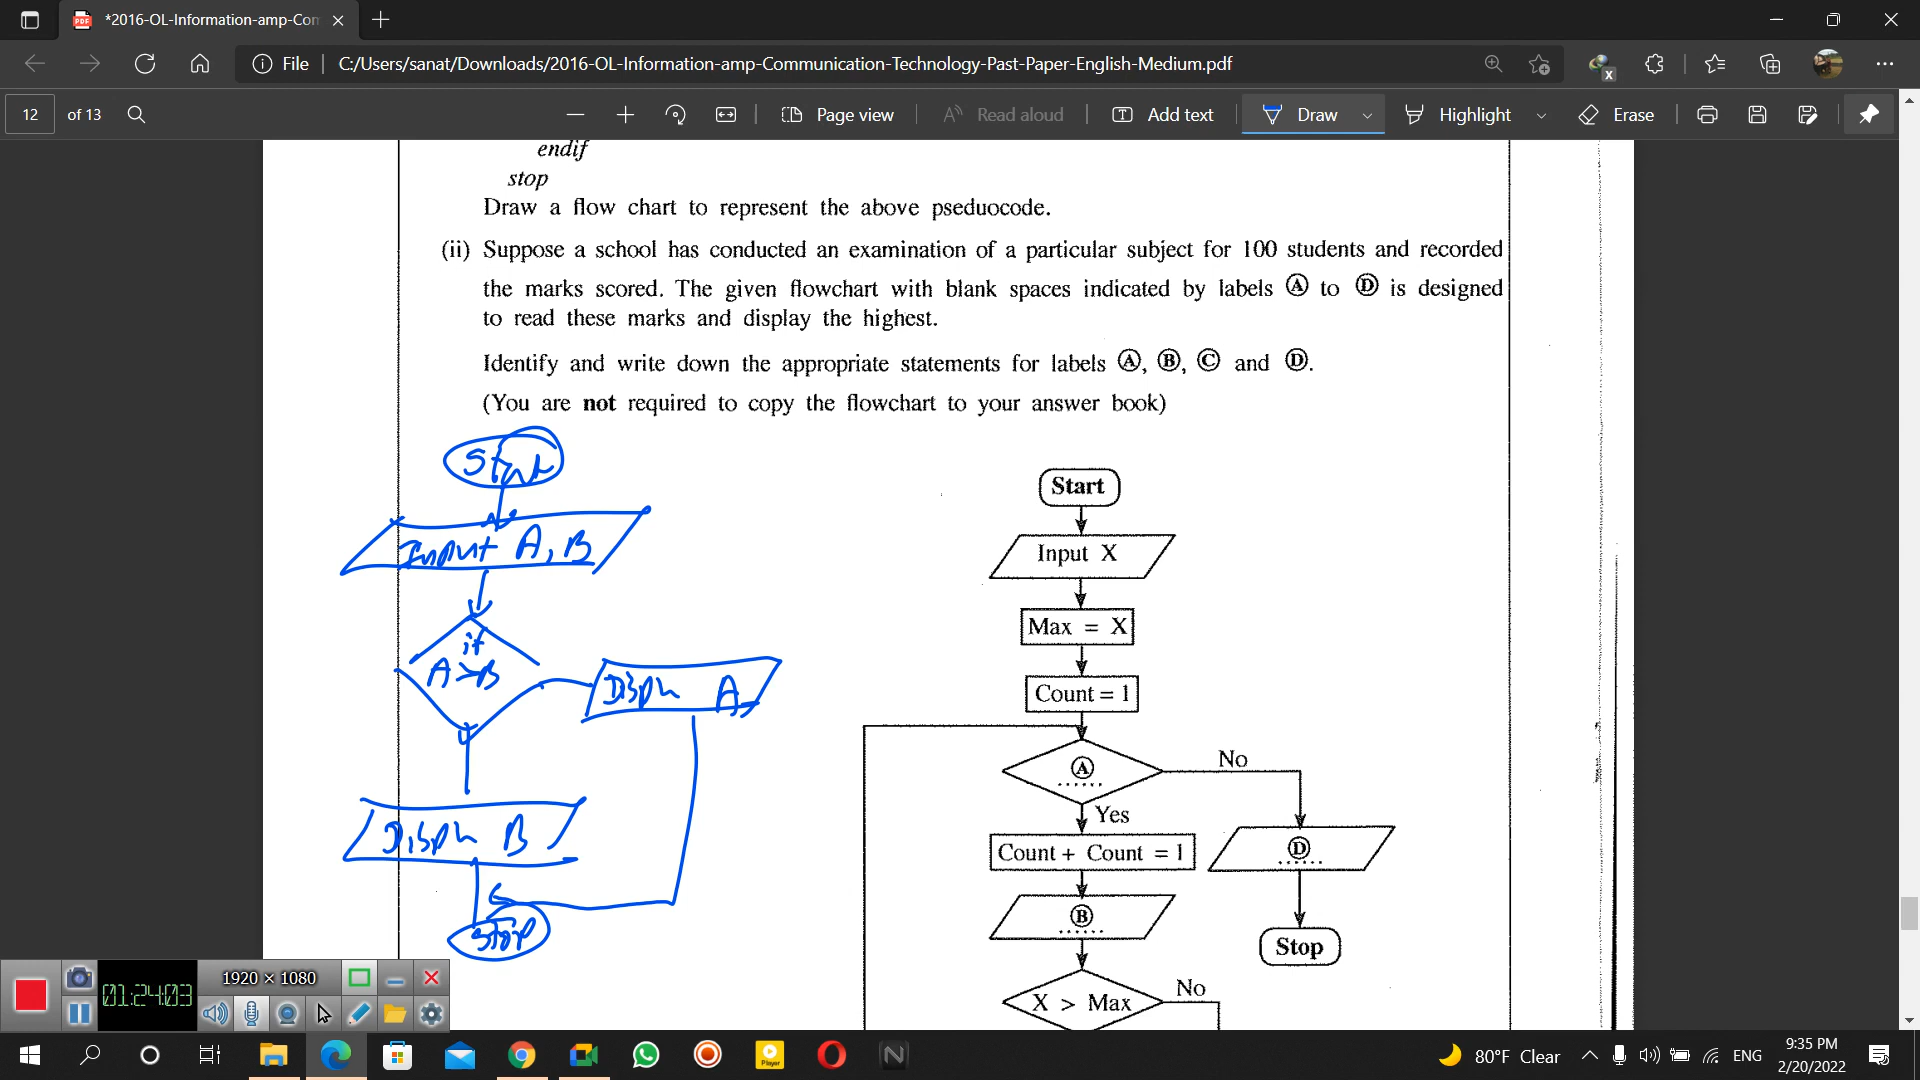 *2016-OL-Information-amp-Con
File
C:/Users/sanat/Downloads/2016-OL-Information-amp-Communication-Technology-Past-Paper-English-Medium.pdf
12 of 13
Page view
Read aloud
Add text
Draw
Highlight
Erase
endif
stop
Draw a flow chart to represent the above pseduocode.
(ii) Suppose a school has conducted an examination of a particular subject for 100 students and recorded
the marks scored. The given flowchart with blank spaces indicated by labels Ⓐ to Ⓓ is designed
to read these marks and display the highest.
Identify and write down the appropriate statements for labels Ⓐ, Ⓑ, Ⓒ and Ⓓ.
(You are not required to copy the flowchart to your answer book)
Start
Input A, B
if
A>B
Disply A
Disply B
Stop
Start
Input X
Max = X
Count = 1
Ⓐ
......
No
Yes
Count + Count = 1
Ⓓ
......
Ⓑ
......
Stop
X > Max
No
1920 × 1080
01:24:03
Player
80°F Clear
ENG
9:35 PM
2/20/2022